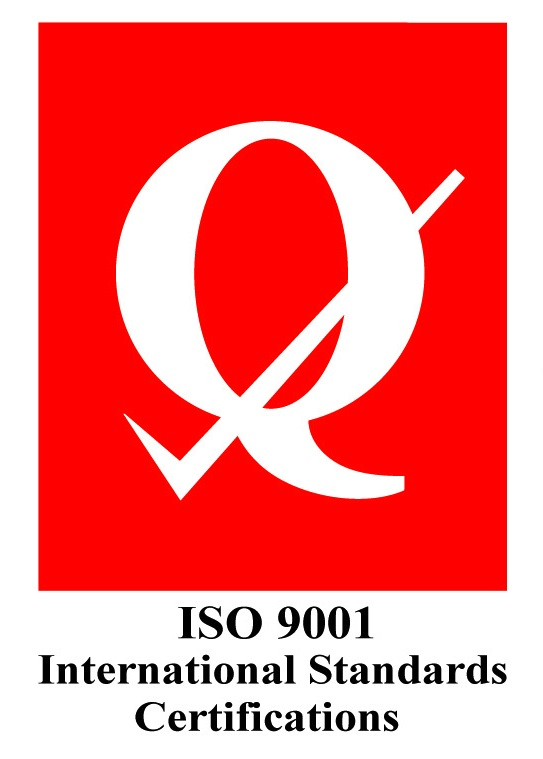 Q
ISO 9001
International Standards
Certifications